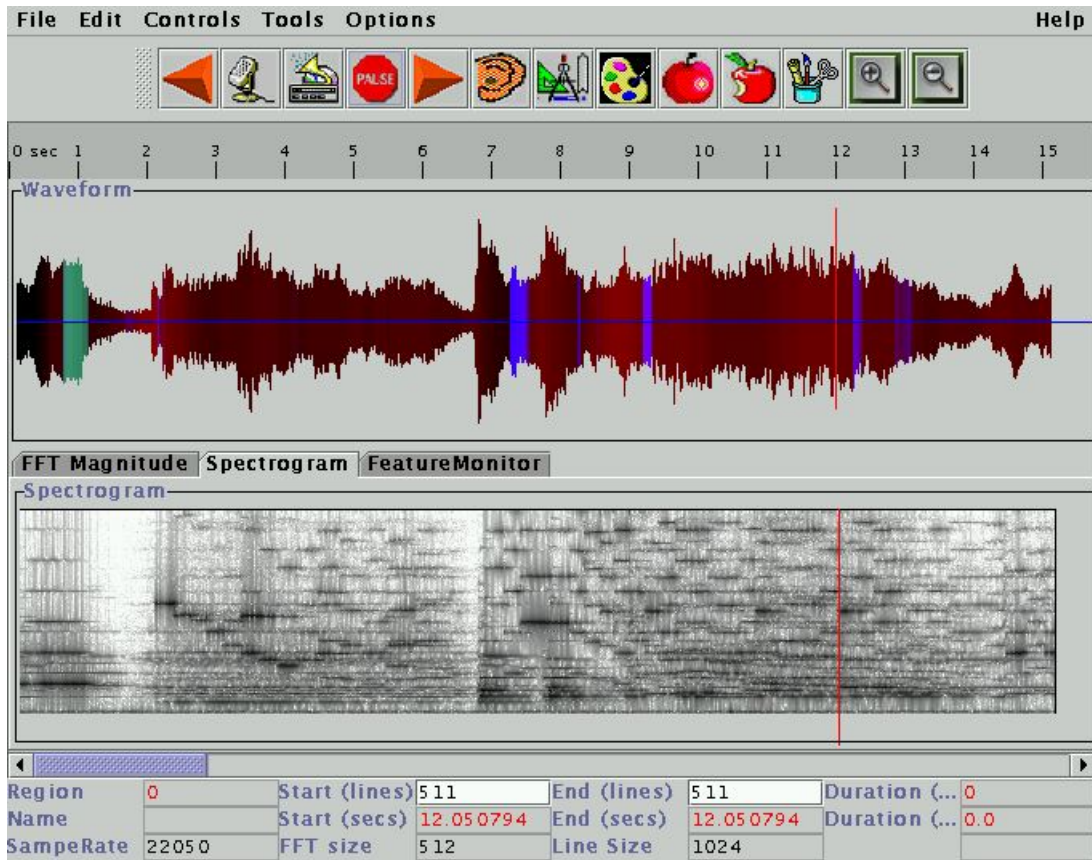 File Edit Controls Tools Options Help
PAUSE
0 sec 1 2 3 4 5 6 7 8 9 10 11 12 13 14 15
Waveform
FFT Magnitude Spectrogram FeatureMonitor
Spectrogram
Region 0 Start (lines) 511 End (lines) 511 Duration (... 0
Name Start (secs) 12.050794 End (secs) 12.050794 Duration (... 0.0
SampeRate 22050 FFT size 512 Line Size 1024